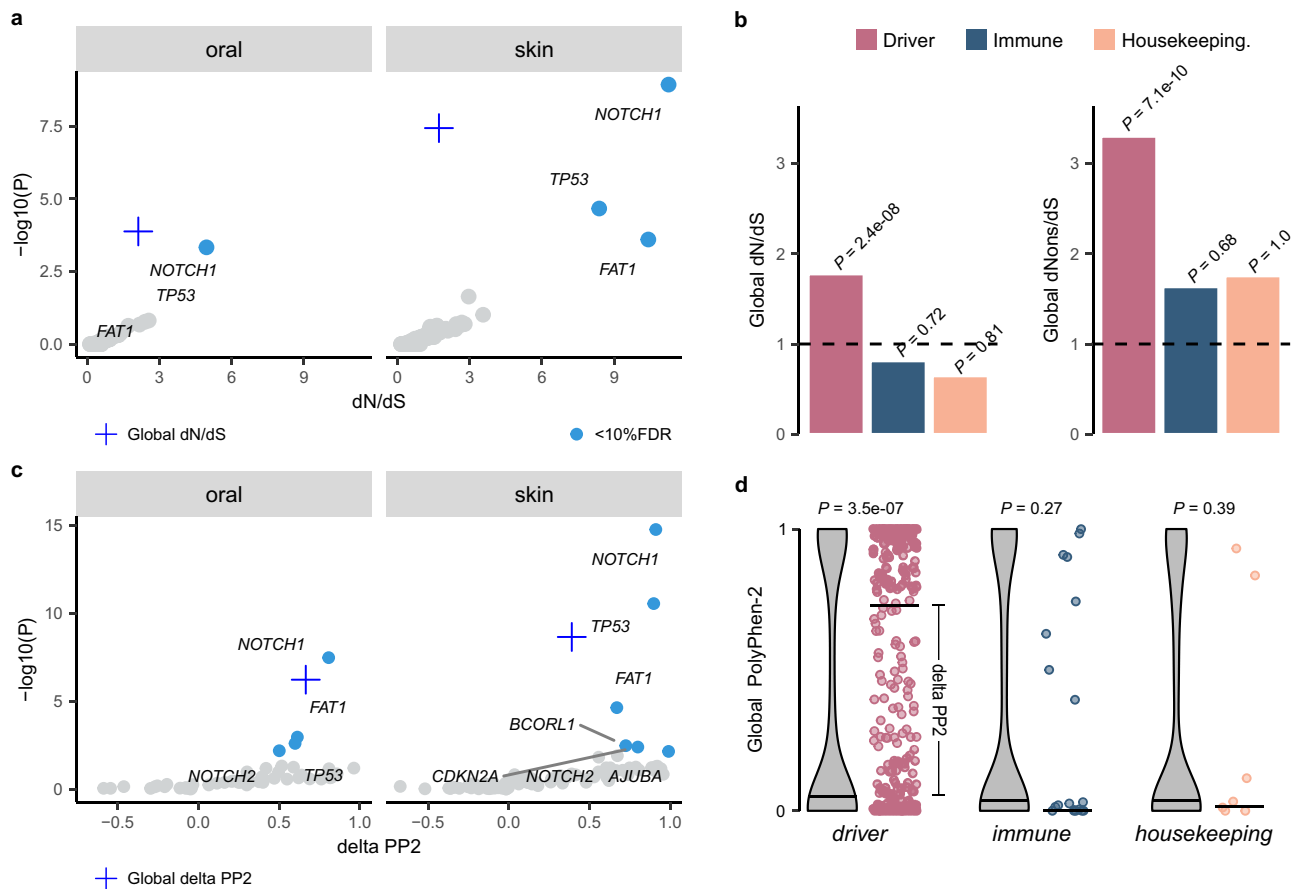 a
oral
skin
−log10(P)
7.5
5.0
2.5
0.0
NOTCH1
TP53
FAT1
NOTCH1
TP53
FAT1
0
3
6
9
0
3
6
9
dN/dS
Global dN/dS
<10%FDR
b
Driver
Immune
Housekeeping.
Global dN/dS
3
2
1
0
P = 2.4e-08
P = 0.72
P = 0.81
Global dNons/dS
3
2
1
0
P = 7.1e-10
P = 0.68
P = 1.0
c
oral
skin
−log10(P)
15
10
5
0
NOTCH1
FAT1
NOTCH2
TP53
NOTCH1
TP53
FAT1
BCORL1
CDKN2A
NOTCH2
AJUBA
−0.5
0.0
0.5
1.0
−0.5
0.0
0.5
1.0
delta PP2
Global delta PP2
d
P = 3.5e-07
P = 0.27
P = 0.39
Global PolyPhen-2
1
0
delta PP2
driver
immune
housekeeping